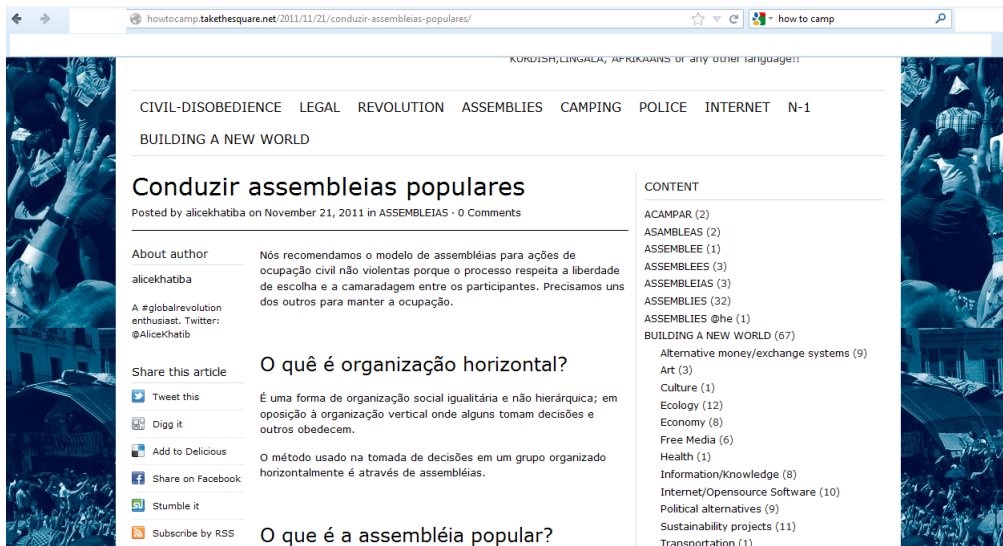 howtocamp.takethesquare.net/2011/11/21/conduzir-assembleias-populares/
how to camp
KURDISH,LINGALA, AFRIKAANS or any other language!!
CIVIL-DISOBEDIENCE LEGAL REVOLUTION ASSEMBLIES CAMPING POLICE INTERNET N-1
BUILDING A NEW WORLD
Conduzir assembleias populares
Posted by alicekhatiba on November 21, 2011 in ASSEMBLEIAS · 0 Comments
About author
alicekhatiba
A #globalrevolution
enthusiast. Twitter:
@AliceKhatib
Share this article
Tweet this
Digg it
Add to Delicious
Share on Facebook
Stumble it
Subscribe by RSS
Nós recomendamos o modelo de assembléias para ações de
ocupação civil não violentas porque o processo respeita a liberdade
de escolha e a camaradagem entre os participantes. Precisamos uns
dos outros para manter a ocupação.
O quê é organização horizontal?
É uma forma de organização social igualitária e não hierárquica; em
oposição à organização vertical onde alguns tomam decisões e
outros obedecem.
O método usado na tomada de decisões em um grupo organizado
horizontalmente é através de assembléias.
O que é a assembléia popular?
CONTENT
ACAMPAR (2)
ASAMBLEAS (2)
ASSEMBLEE (1)
ASSEMBLEES (3)
ASSEMBLEIAS (3)
ASSEMBLIES (32)
ASSEMBLIES @he (1)
BUILDING A NEW WORLD (67)
Alternative money/exchange systems (9)
Art (3)
Culture (1)
Ecology (12)
Economy (8)
Free Media (6)
Health (1)
Information/Knowledge (8)
Internet/Opensource Software (10)
Political alternatives (9)
Sustainability projects (11)
Transportation (1)